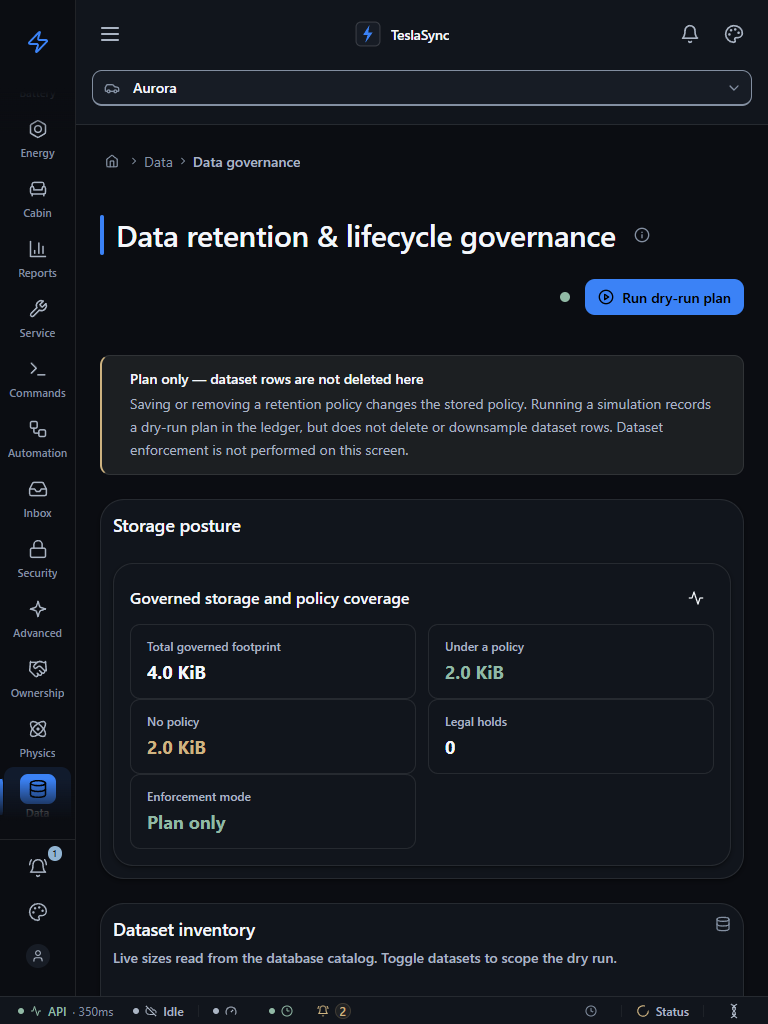 TeslaSync
Aurora
Battery
Energy
Cabin
Reports
Service
Commands
Automation
Inbox
Security
Advanced
Ownership
Physics
Data
1
Data
Data governance
Data retention & lifecycle governance
Run dry-run plan
Plan only — dataset rows are not deleted here
Saving or removing a retention policy changes the stored policy. Running a simulation records
a dry-run plan in the ledger, but does not delete or downsample dataset rows. Dataset
enforcement is not performed on this screen.
Storage posture
Governed storage and policy coverage
Total governed footprint
4.0 KiB
Under a policy
2.0 KiB
No policy
2.0 KiB
Legal holds
0
Enforcement mode
Plan only
Dataset inventory
Live sizes read from the database catalog. Toggle datasets to scope the dry run.
API · 350ms
Idle
2
Status